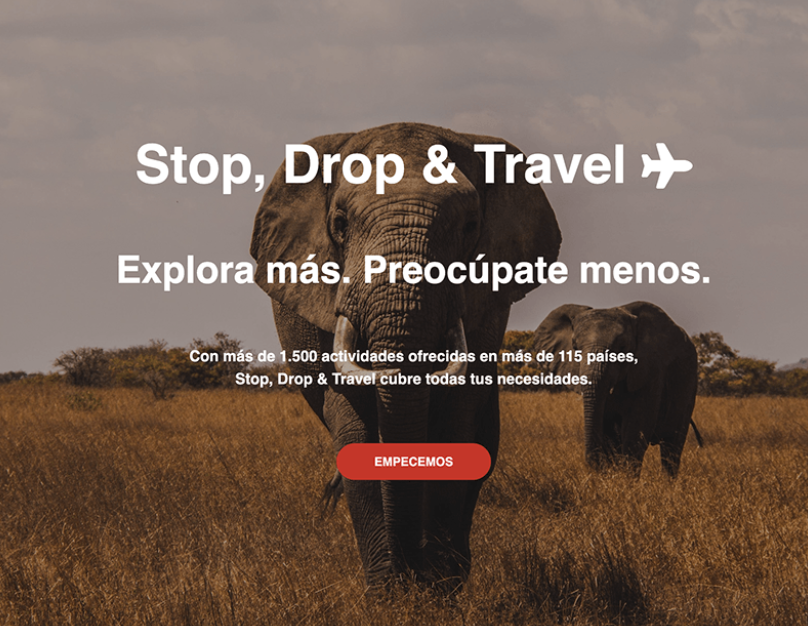 Stop, Drop & Travel
Explora más. Preocúpate menos.
Con más de 1.500 actividades ofrecidas en más de 115 países,
Stop, Drop & Travel cubre todas tus necesidades.
EMPECEMOS